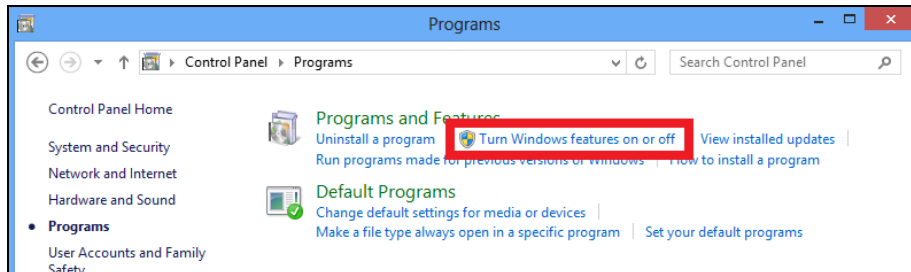 Programs
Control Panel ▸ Programs
Search Control Panel
Control Panel Home
System and Security
Network and Internet
Hardware and Sound
• Programs
User Accounts and Family
Safety
Programs and Features
Uninstall a program
Turn Windows features on or off
View installed updates
Run programs made for previous versions of Windows
How to install a program
Default Programs
Change default settings for media or devices
Make a file type always open in a specific program
Set your default programs